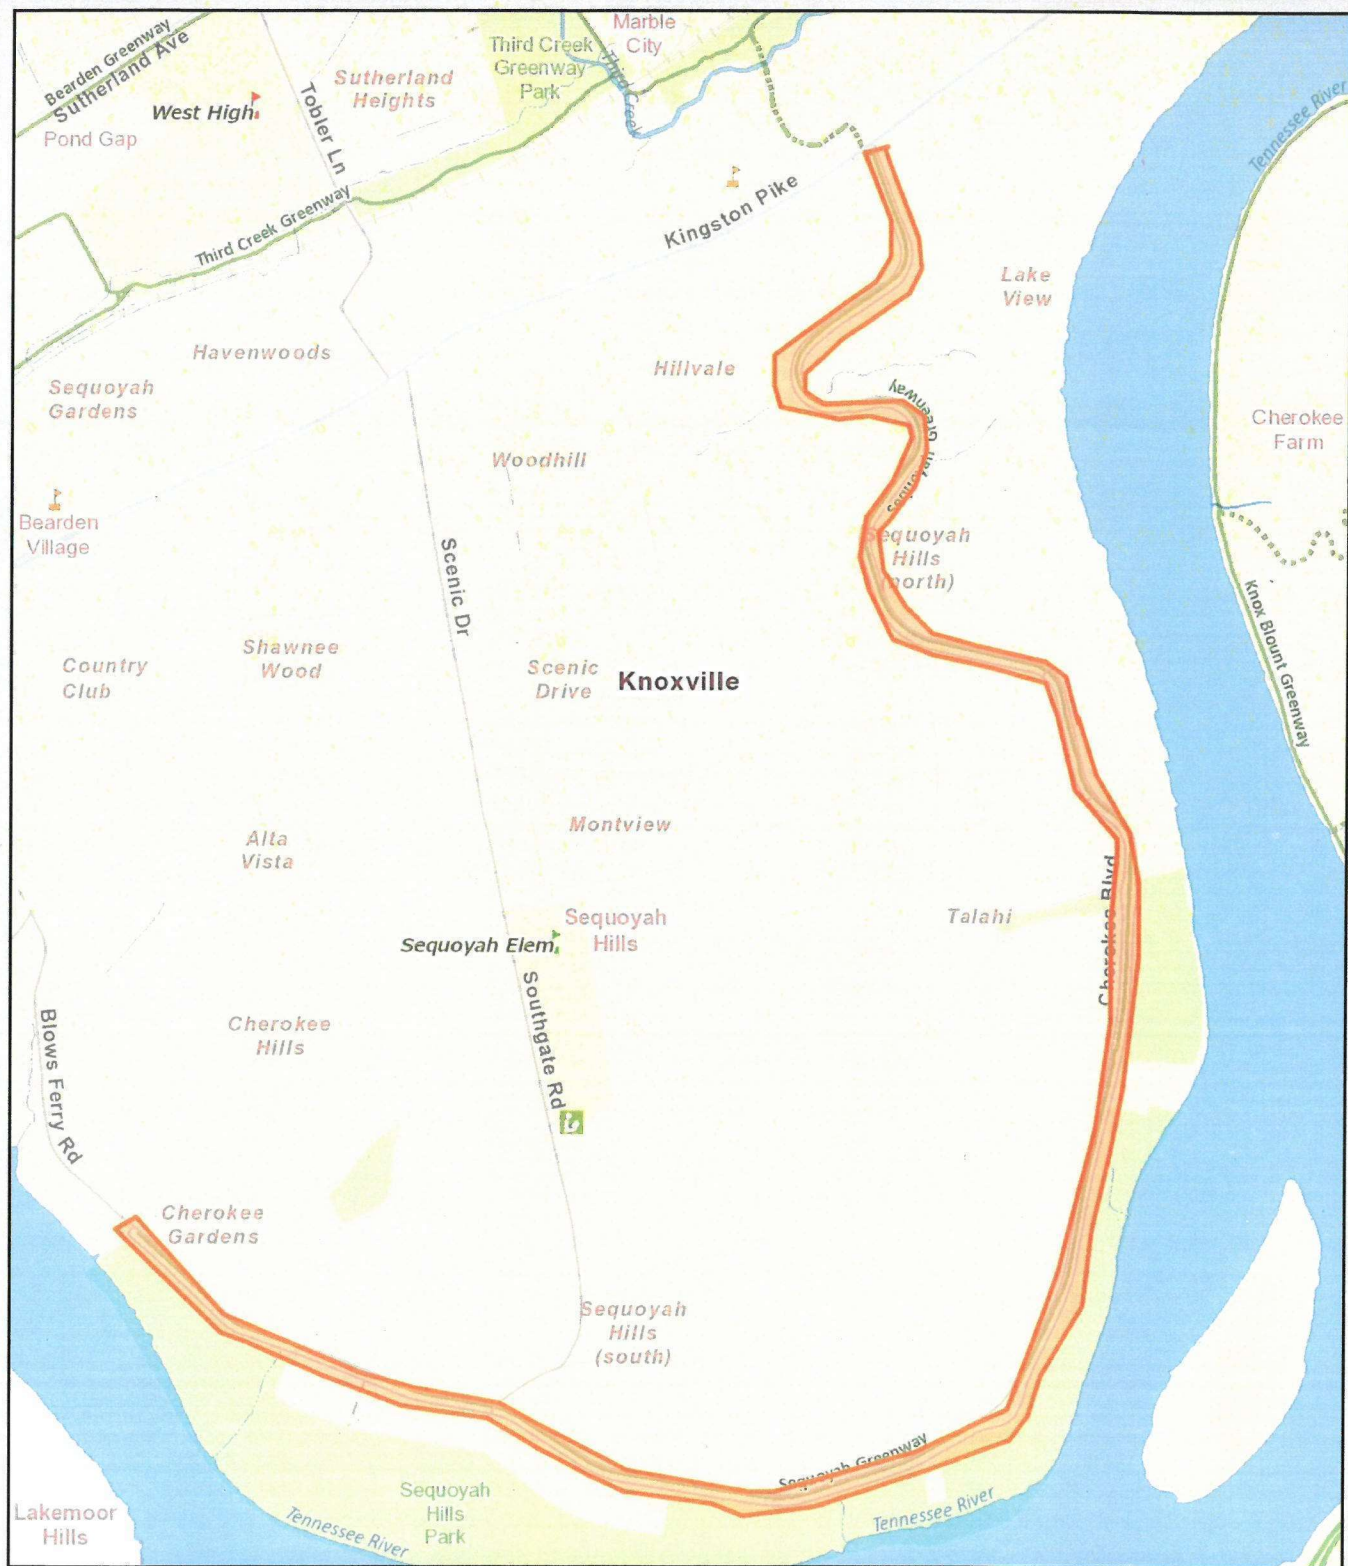 Bearden Greenway
Sutherland Ave
West High
Pond Gap
Tobler Ln
Sutherland
Heights
Third Creek
Greenway
Park
Third Creek
Marble
City
Tennessee River
Third Creek Greenway
Kingston Pike
Lake
View
Havenwoods
Sequoyah
Gardens
Hillvale
Greenway
Cherokee
Farm
Woodhill
Bearden
Village
Scenic Dr
Sequoyah
Hills
(north)
Knox Blount Greenway
Shawnee
Wood
Country
Club
Scenic
Drive
Knoxville
Montview
Alta
Vista
Cherokee Blvd
Talahi
Sequoyah
Hills
Sequoyah Elem
Southgate Rd
Blows Ferry Rd
Cherokee
Hills
Cherokee
Gardens
Sequoyah
Hills
(south)
Sequoyah Greenway
Sequoyah
Hills
Park
Tennessee River
Tennessee River
Lakemoor
Hills